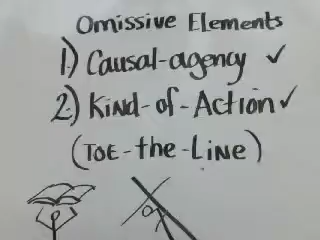 Omissive Elements
1.) Causal-agency ✓
2.) Kind-of-Action ✓
(Toe-the-Line)